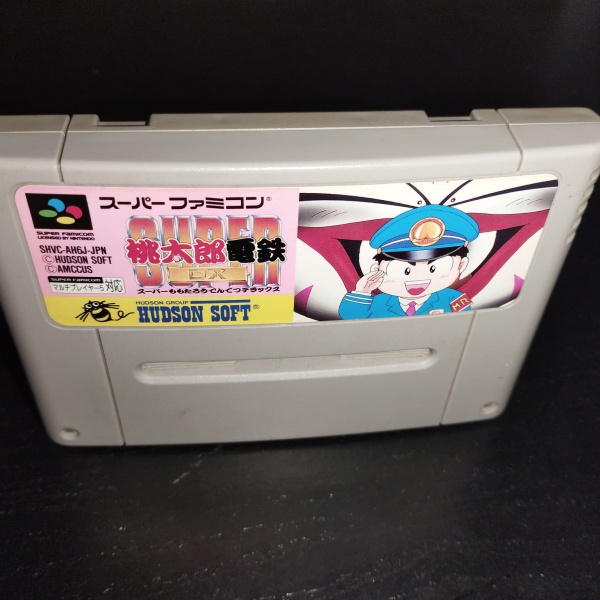 スーパーファミコン
SUPER FAMICOM
LICENSED BY NINTENDO
SHVC-AH6J-JPN
Ⓒ HUDSON SOFT
Ⓒ AMCCUS
SUPER FAMICOM
マルチプレイヤー5対応
SUPER
桃太郎電鉄
DX
スーパーももたろうでんてつデラックス
HUDSON GROUP
HUDSON SOFT®